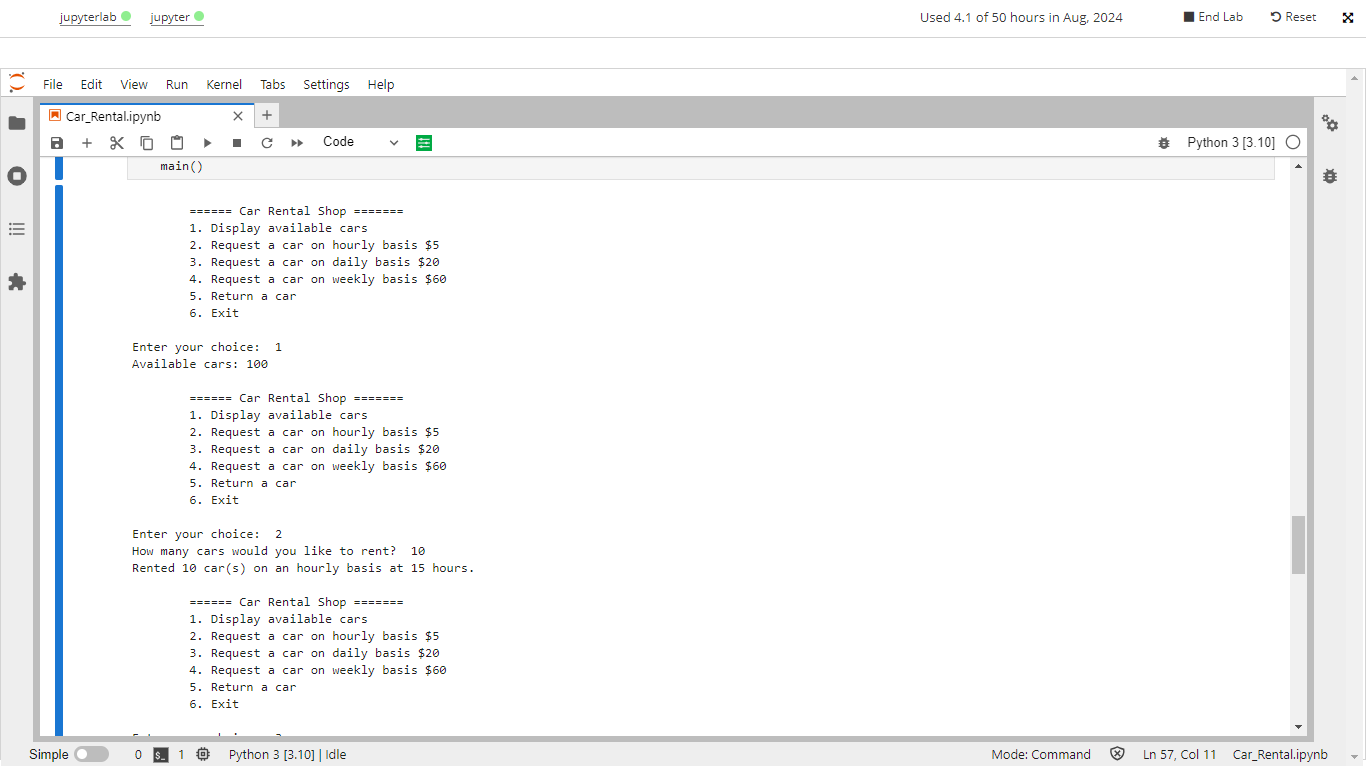 jupyterlab jupyter Used 4.1 of 50 hours in Aug, 2024 End Lab Reset
File Edit View Run Kernel Tabs Settings Help
Car_Rental.ipynb
Code Python 3 [3.10]
main()
====== Car Rental Shop =======
1. Display available cars
2. Request a car on hourly basis $5
3. Request a car on daily basis $20
4. Request a car on weekly basis $60
5. Return a car
6. Exit
Enter your choice: 1
Available cars: 100
====== Car Rental Shop =======
1. Display available cars
2. Request a car on hourly basis $5
3. Request a car on daily basis $20
4. Request a car on weekly basis $60
5. Return a car
6. Exit
Enter your choice: 2
How many cars would you like to rent? 10
Rented 10 car(s) on an hourly basis at 15 hours.
====== Car Rental Shop =======
1. Display available cars
2. Request a car on hourly basis $5
3. Request a car on daily basis $20
4. Request a car on weekly basis $60
5. Return a car
6. Exit
Simple 0 $_ 1 Python 3 [3.10] | Idle Mode: Command Ln 57, Col 11 Car_Rental.ipynb